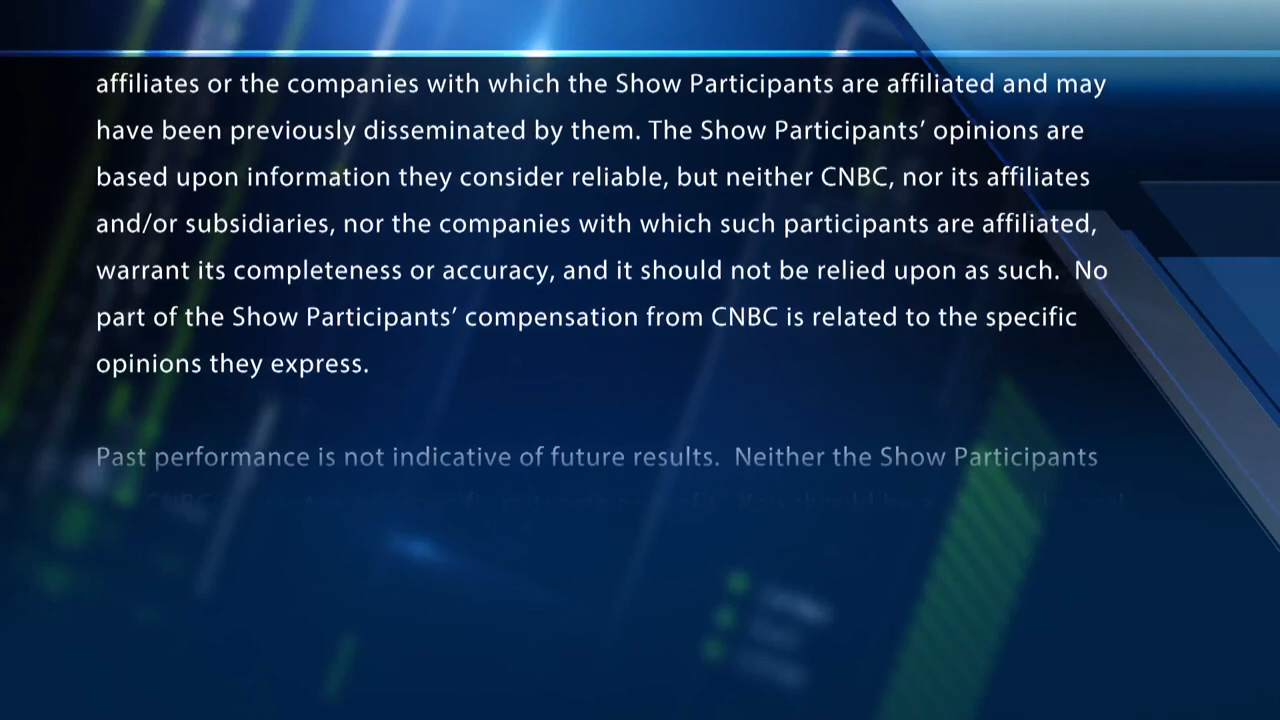 affiliates or the companies with which the Show Participants are affiliated and may
have been previously disseminated by them. The Show Participants’ opinions are
based upon information they consider reliable, but neither CNBC, nor its affiliates
and/or subsidiaries, nor the companies with which such participants are affiliated,
warrant its completeness or accuracy, and it should not be relied upon as such.  No
part of the Show Participants’ compensation from CNBC is related to the specific
opinions they express.
Past performance is not indicative of future results.  Neither the Show Participants
CNBC